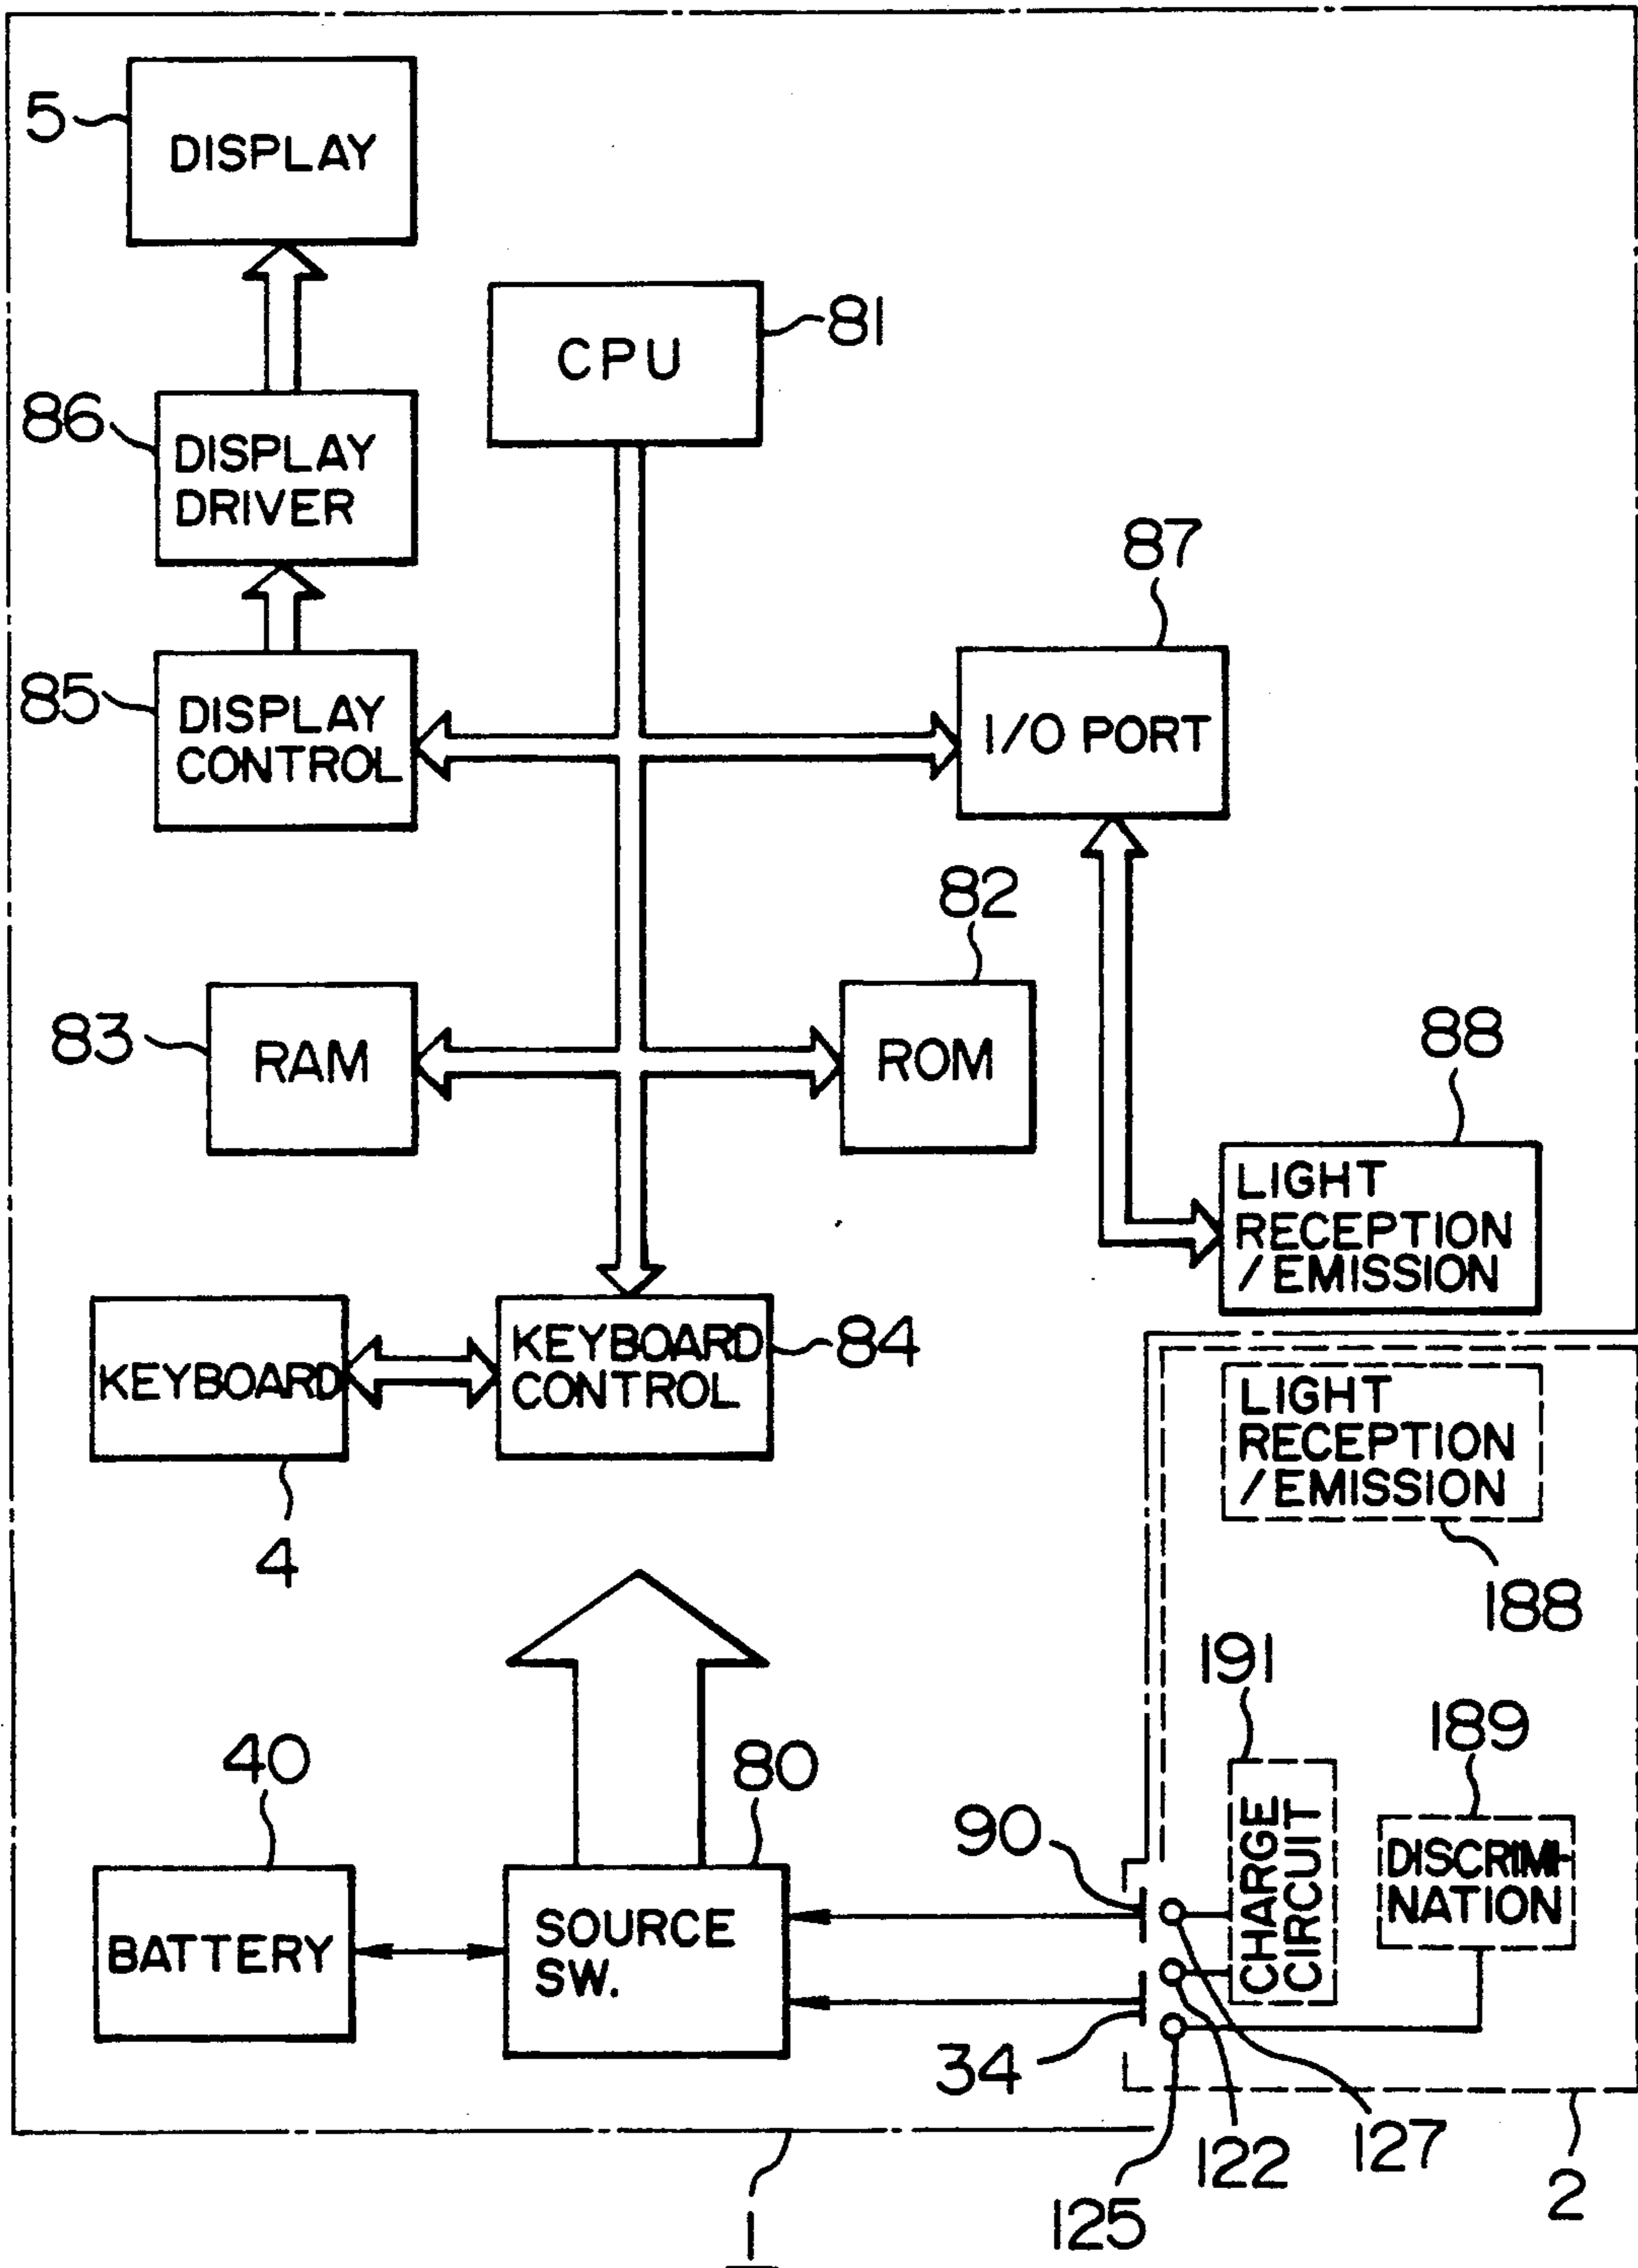 5
DISPLAY
CPU
81
86
DISPLAY
DRIVER
87
85
DISPLAY
CONTROL
I/O PORT
82
83
RAM
ROM
88
LIGHT
RECEPTION
/EMISSION
KEYBOARD
KEYBOARD
CONTROL
84
4
LIGHT
RECEPTION
/EMISSION
188
191
189
40
80
90
CHARGE
CIRCUIT
DISCRIMI-
NATION
BATTERY
SOURCE
SW.
34
127
122
2
125
1